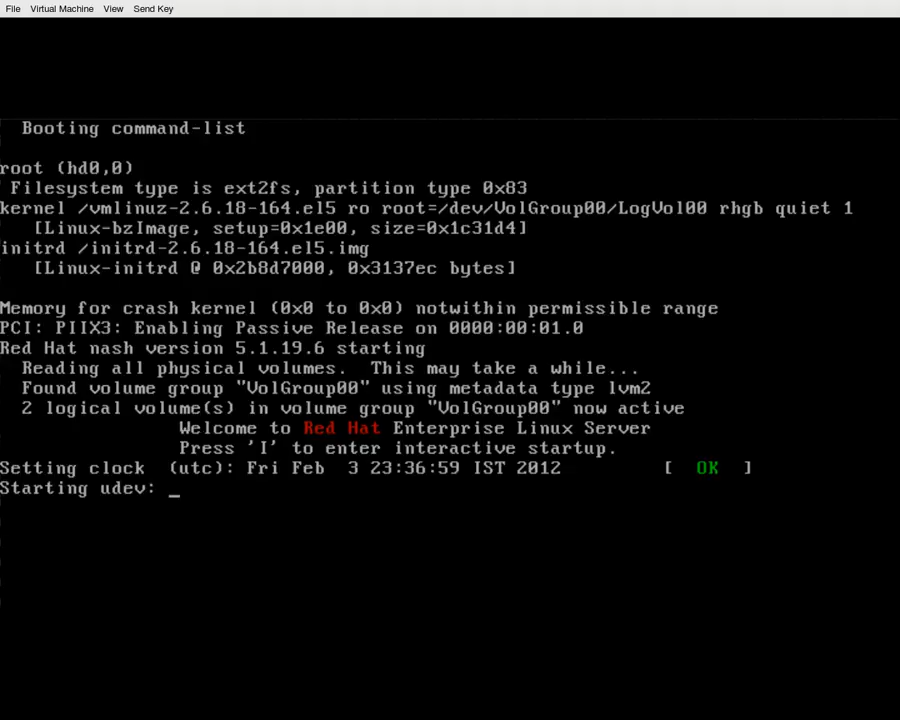 File Virtual Machine View Send Key
Booting command-list
root (hd0,0)
Filesystem type is ext2fs, partition type 0x83
kernel /vmlinuz-2.6.18-164.el5 ro root=/dev/VolGroup00/LogVol00 rhgb quiet 1
[Linux-bzImage, setup=0x1e00, size=0x1c31d4]
initrd /initrd-2.6.18-164.el5.img
[Linux-initrd @ 0x2b8d7000, 0x3137ec bytes]
Memory for crash kernel (0x0 to 0x0) notwithin permissible range
PCI: PIIX3: Enabling Passive Release on 0000:00:01.0
Red Hat nash version 5.1.19.6 starting
Reading all physical volumes.  This may take a while...
Found volume group "VolGroup00" using metadata type lvm2
2 logical volume(s) in volume group "VolGroup00" now active
Welcome to Red Hat Enterprise Linux Server
Press 'I' to enter interactive startup.
Setting clock  (utc): Fri Feb  3 23:36:59 IST 2012 [  OK  ]
Starting udev: _